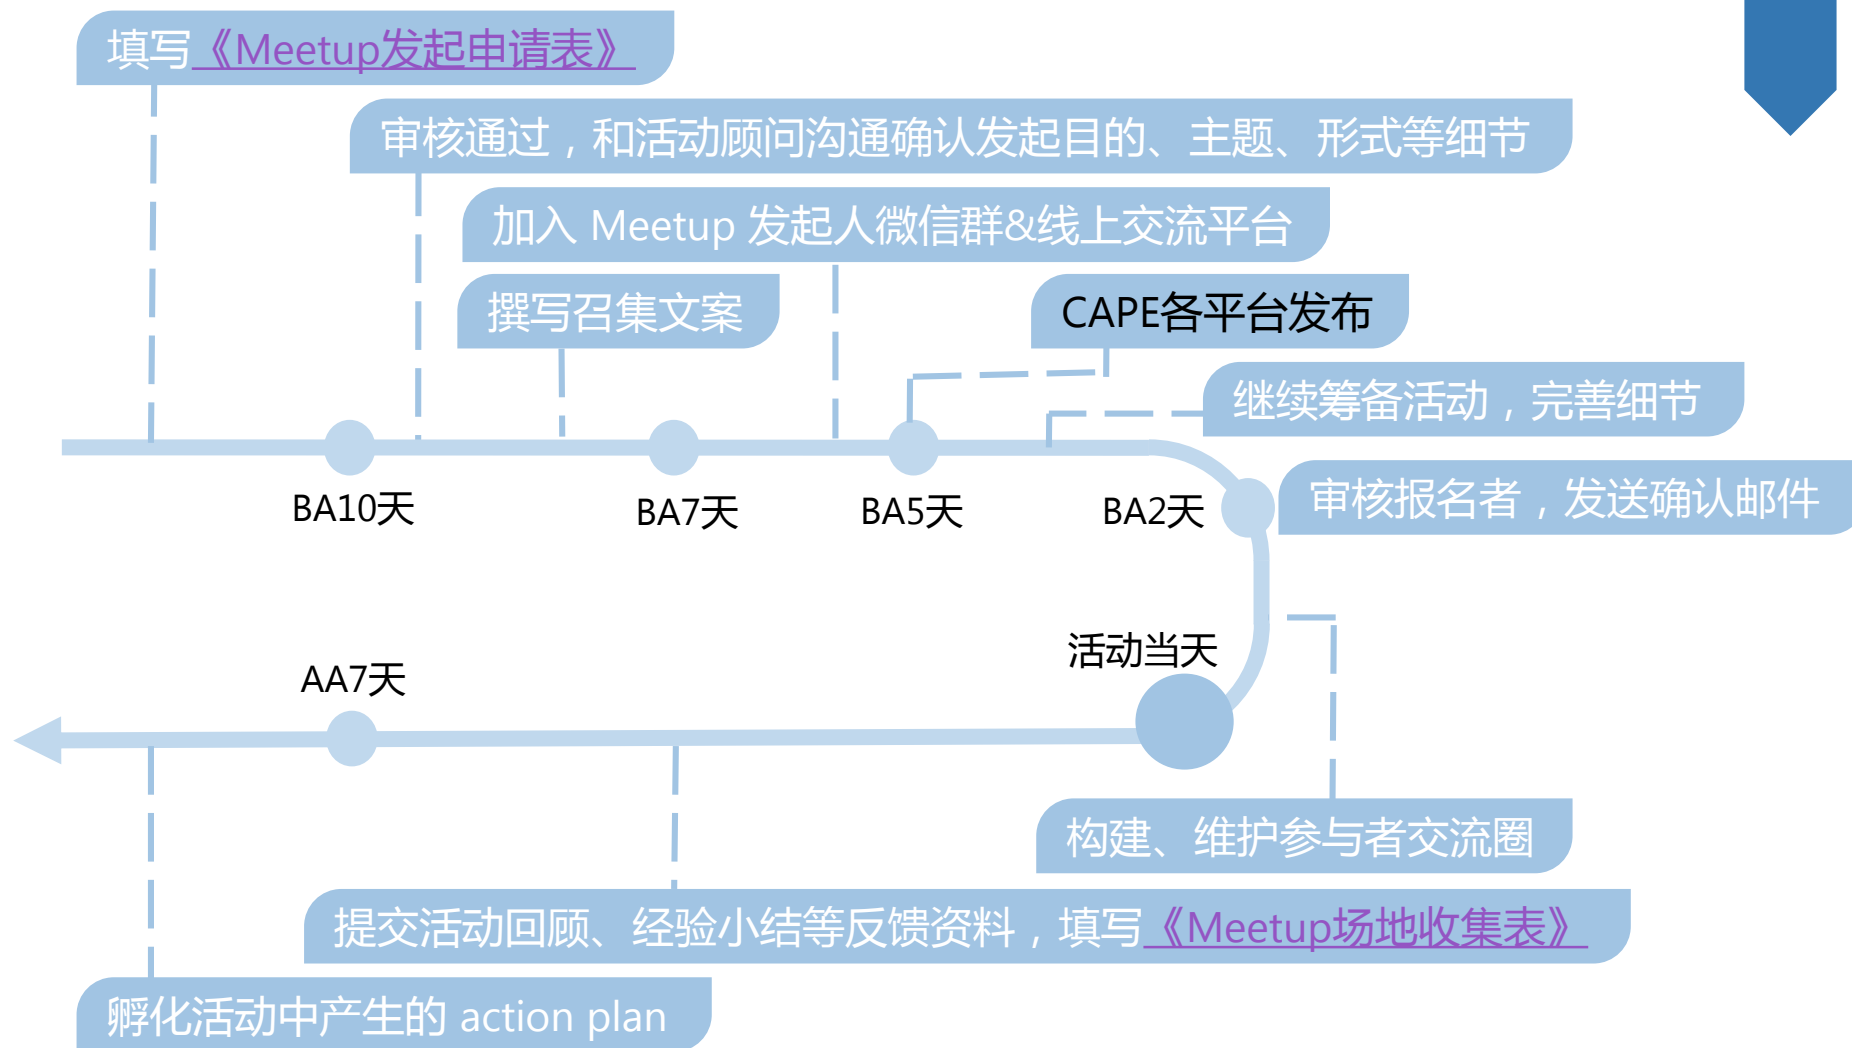 填写《Meetup发起申请表》
审核通过，和活动顾问沟通确认发起目的、主题、形式等细节
加入 Meetup 发起人微信群&线上交流平台
撰写召集文案
CAPE各平台发布
继续筹备活动，完善细节
审核报名者，发送确认邮件
BA10天
BA7天
BA5天
BA2天
活动当天
AA7天
构建、维护参与者交流圈
提交活动回顾、经验小结等反馈资料，填写《Meetup场地收集表》
孵化活动中产生的 action plan